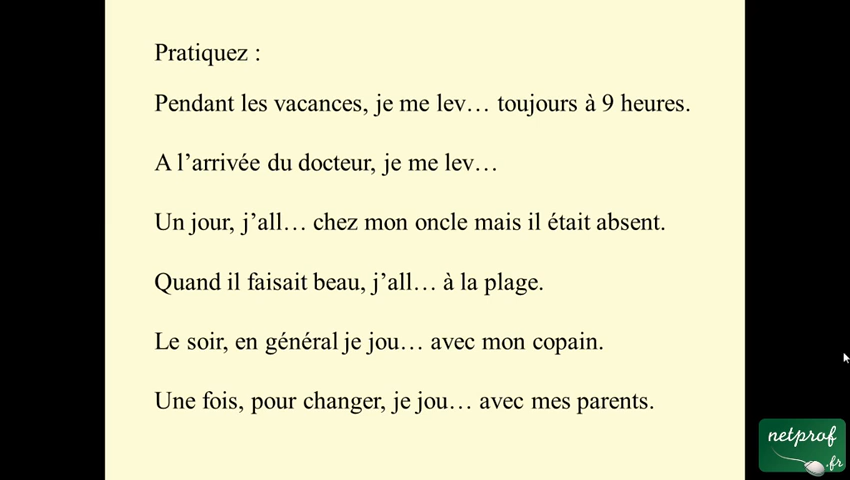 Pratiquez :
Pendant les vacances, je me lev… toujours à 9 heures.
A l’arrivée du docteur, je me lev…
Un jour, j’all… chez mon oncle mais il était absent.
Quand il faisait beau, j’all… à la plage.
Le soir, en général je jou… avec mon copain.
Une fois, pour changer, je jou… avec mes parents.
netprof
.fr